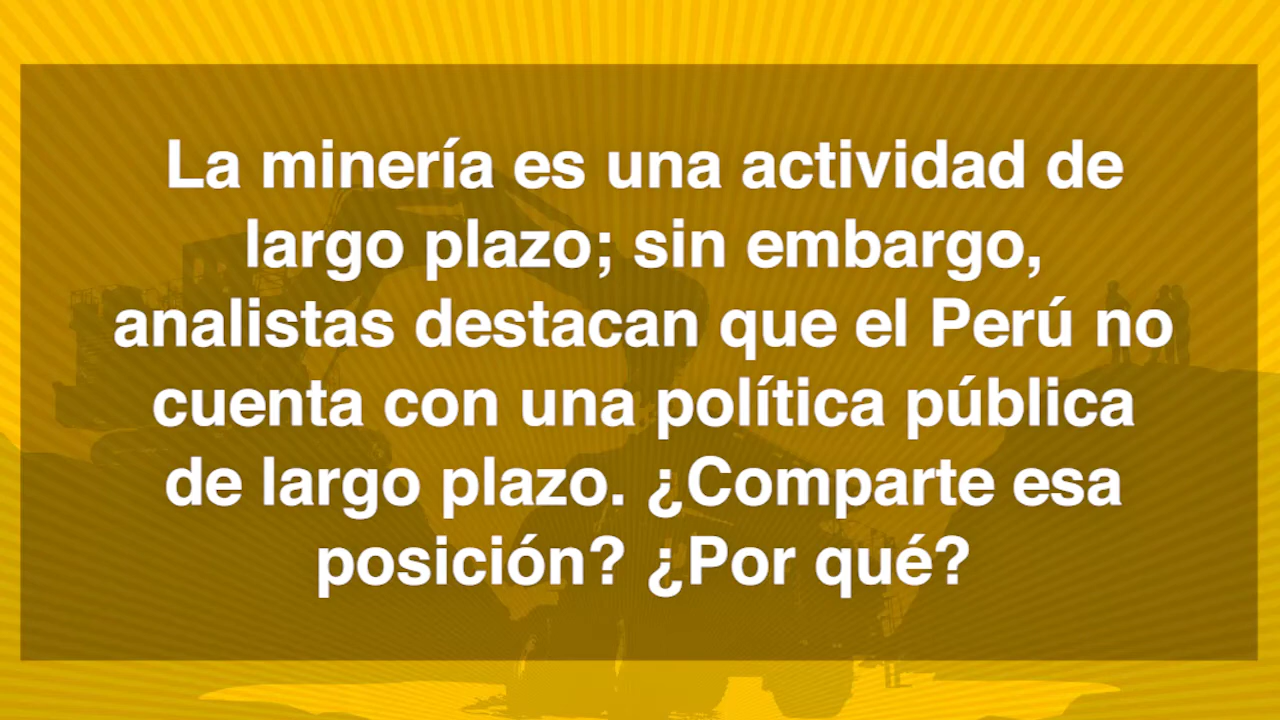 La minería es una actividad de
largo plazo; sin embargo,
analistas destacan que el Perú no
cuenta con una política pública
de largo plazo. ¿Comparte esa
posición? ¿Por qué?